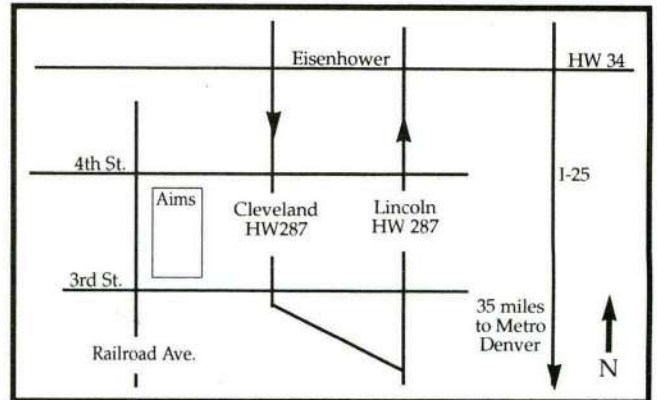 Eisenhower
HW 34
4th St.
I-25
Aims
Cleveland
HW287
Lincoln
HW 287
3rd St.
35 miles
to Metro
Denver
Railroad Ave.
N